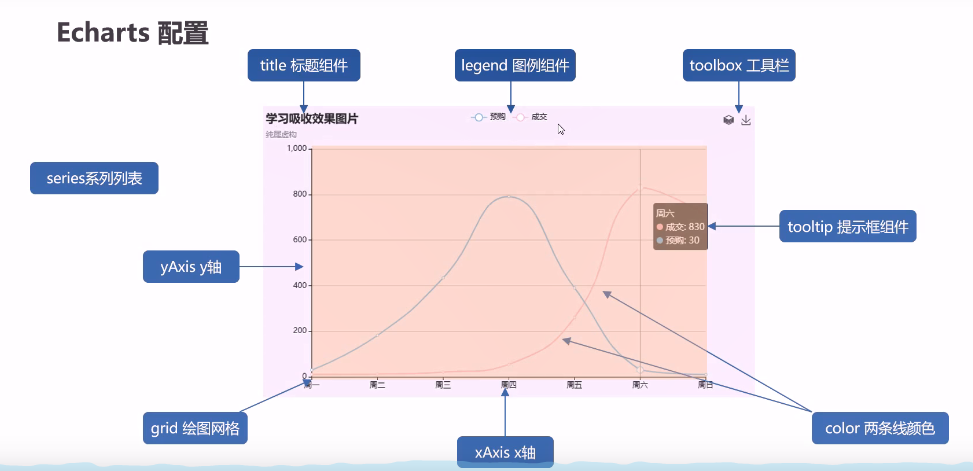 Echarts 配置
title 标题组件
legend 图例组件
toolbox 工具栏
学习吸收效果图片
预购
成交
纯属虚构
1,000
series系列列表
800
周六
成交: 830
预购: 30
tooltip 提示框组件
600
yAxis y轴
400
200
0
周一
周二
周三
周四
周五
周六
周日
grid 绘图网格
color 两条线颜色
xAxis x轴